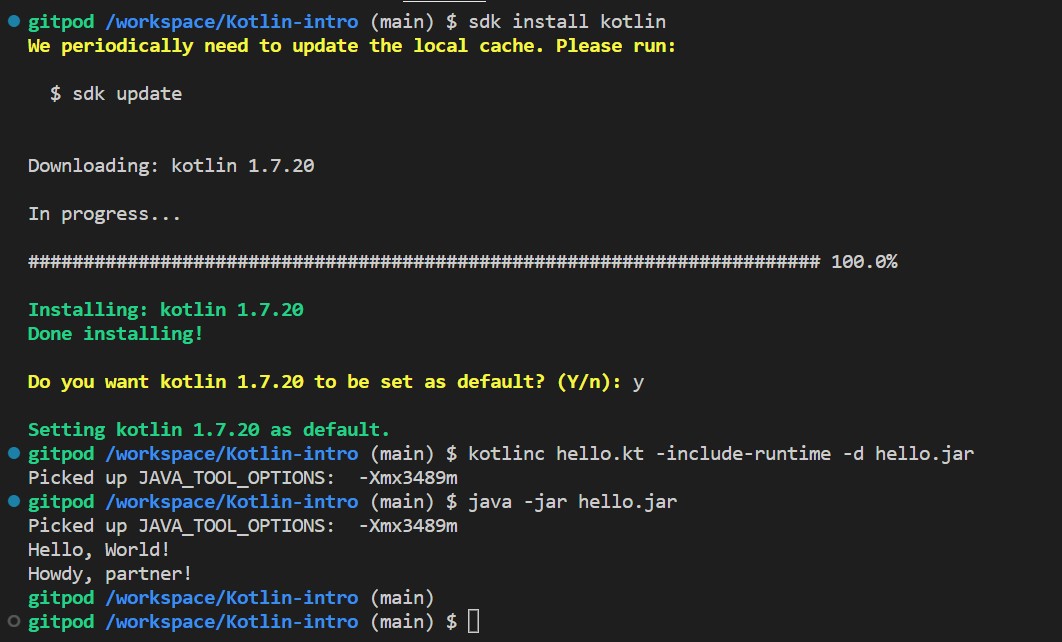 gitpod /workspace/Kotlin-intro (main) $ sdk install kotlin
We periodically need to update the local cache. Please run:
$ sdk update
Downloading: kotlin 1.7.20
In progress...
######################################################################## 100.0%
Installing: kotlin 1.7.20
Done installing!
Do you want kotlin 1.7.20 to be set as default? (Y/n): y
Setting kotlin 1.7.20 as default.
gitpod /workspace/Kotlin-intro (main) $ kotlinc hello.kt -include-runtime -d hello.jar
Picked up JAVA_TOOL_OPTIONS:  -Xmx3489m
gitpod /workspace/Kotlin-intro (main) $ java -jar hello.jar
Picked up JAVA_TOOL_OPTIONS:  -Xmx3489m
Hello, World!
Howdy, partner!
gitpod /workspace/Kotlin-intro (main)
gitpod /workspace/Kotlin-intro (main) $